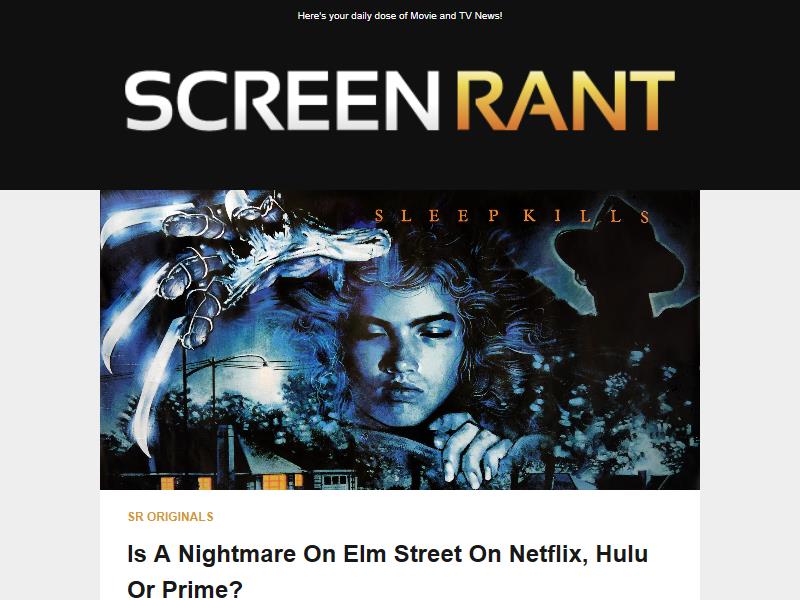 Here's your daily dose of Movie and TV News!
SCREEN RANT
SLEEP KILLS
SR ORIGINALS
Is A Nightmare On Elm Street On Netflix, Hulu
Or Prime?